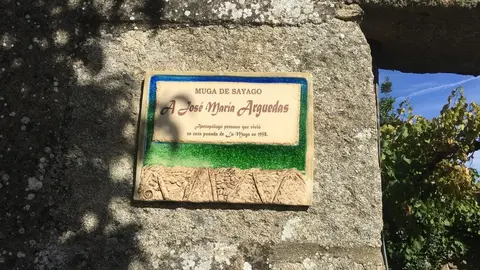 MUGA DE SAYAGO
A José María Arguedas
Antropólogo peruano que vivió
en esta posada de La Muga en 1958.